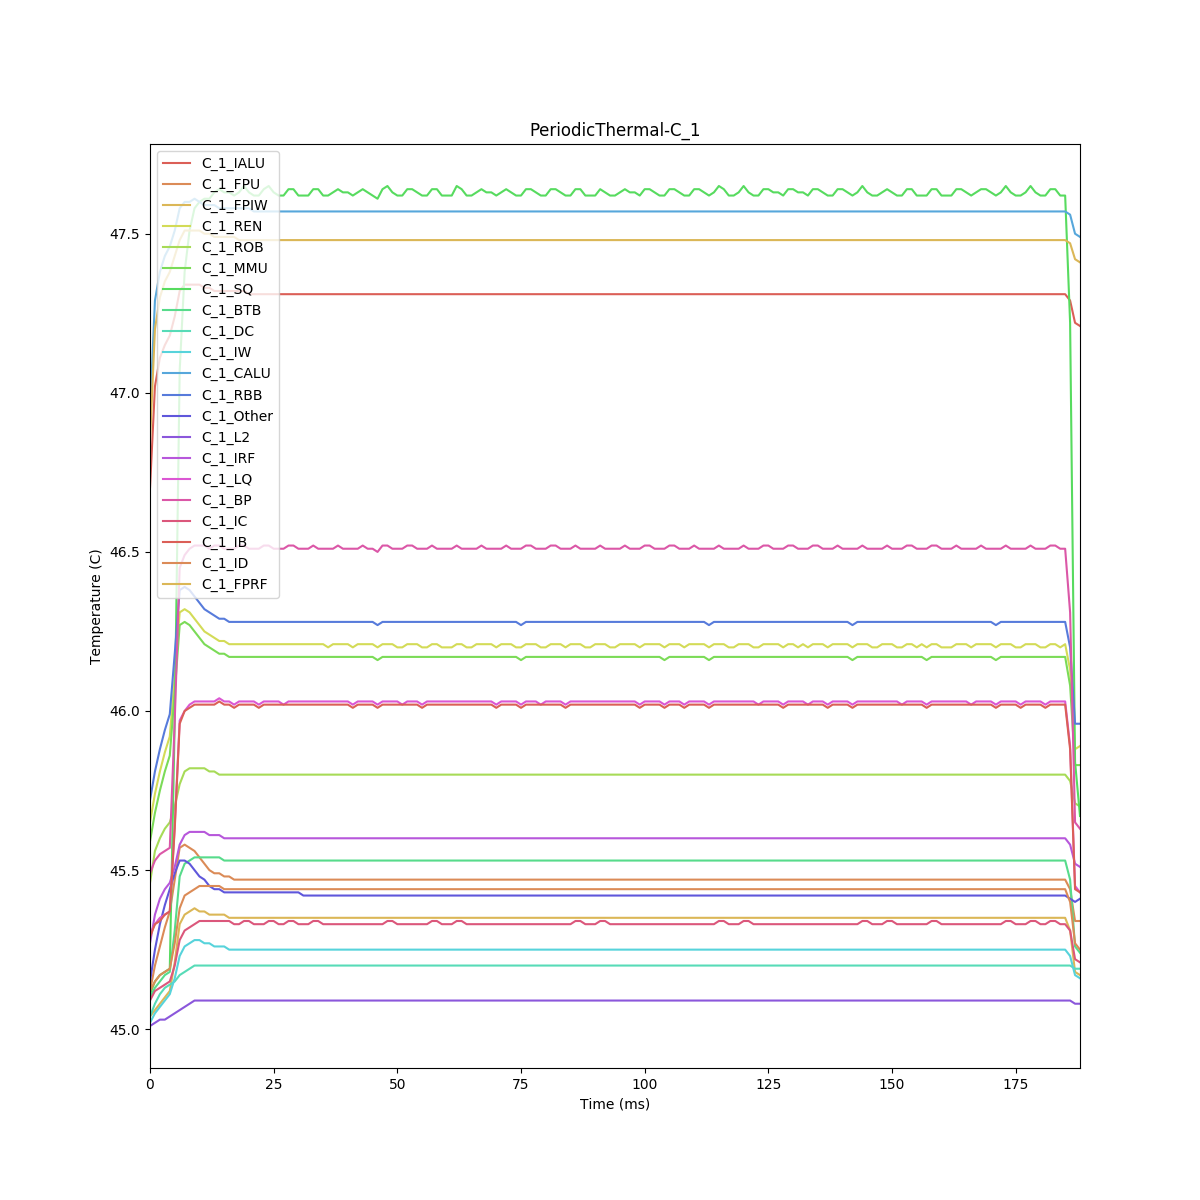 PeriodicThermal-C_1
C_1_IALU
C_1_FPU
C_1_FPIW
C_1_REN
C_1_ROB
C_1_MMU
C_1_SQ
C_1_BTB
C_1_DC
C_1_IW
C_1_CALU
C_1_RBB
C_1_Other
C_1_L2
C_1_IRF
C_1_LQ
C_1_BP
C_1_IC
C_1_IB
C_1_ID
C_1_FPRF
47.5
47.0
46.5
46.0
45.5
45.0
Temperature (C)
0 25 50 75 100 125 150 175
Time (ms)